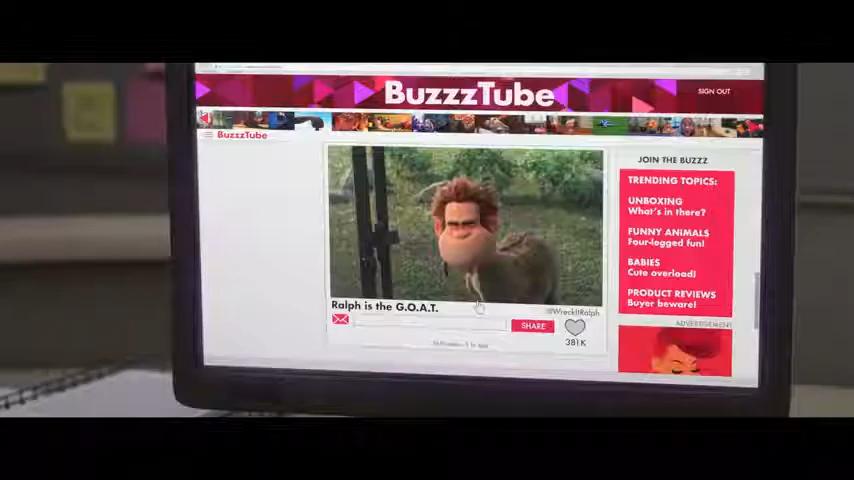 BuzzzTube
SIGN OUT
BuzzzTube
JOIN THE BUZZ
TRENDING TOPICS:
UNBOXING
What's in there?
FUNNY ANIMALS
Four-legged fun!
BABIES
Cute overload!
PRODUCT REVIEWS
Buyer beware!
Ralph is the G.O.A.T.
@WreckItRalph
SHARE
381K
ADVERTISEMENT